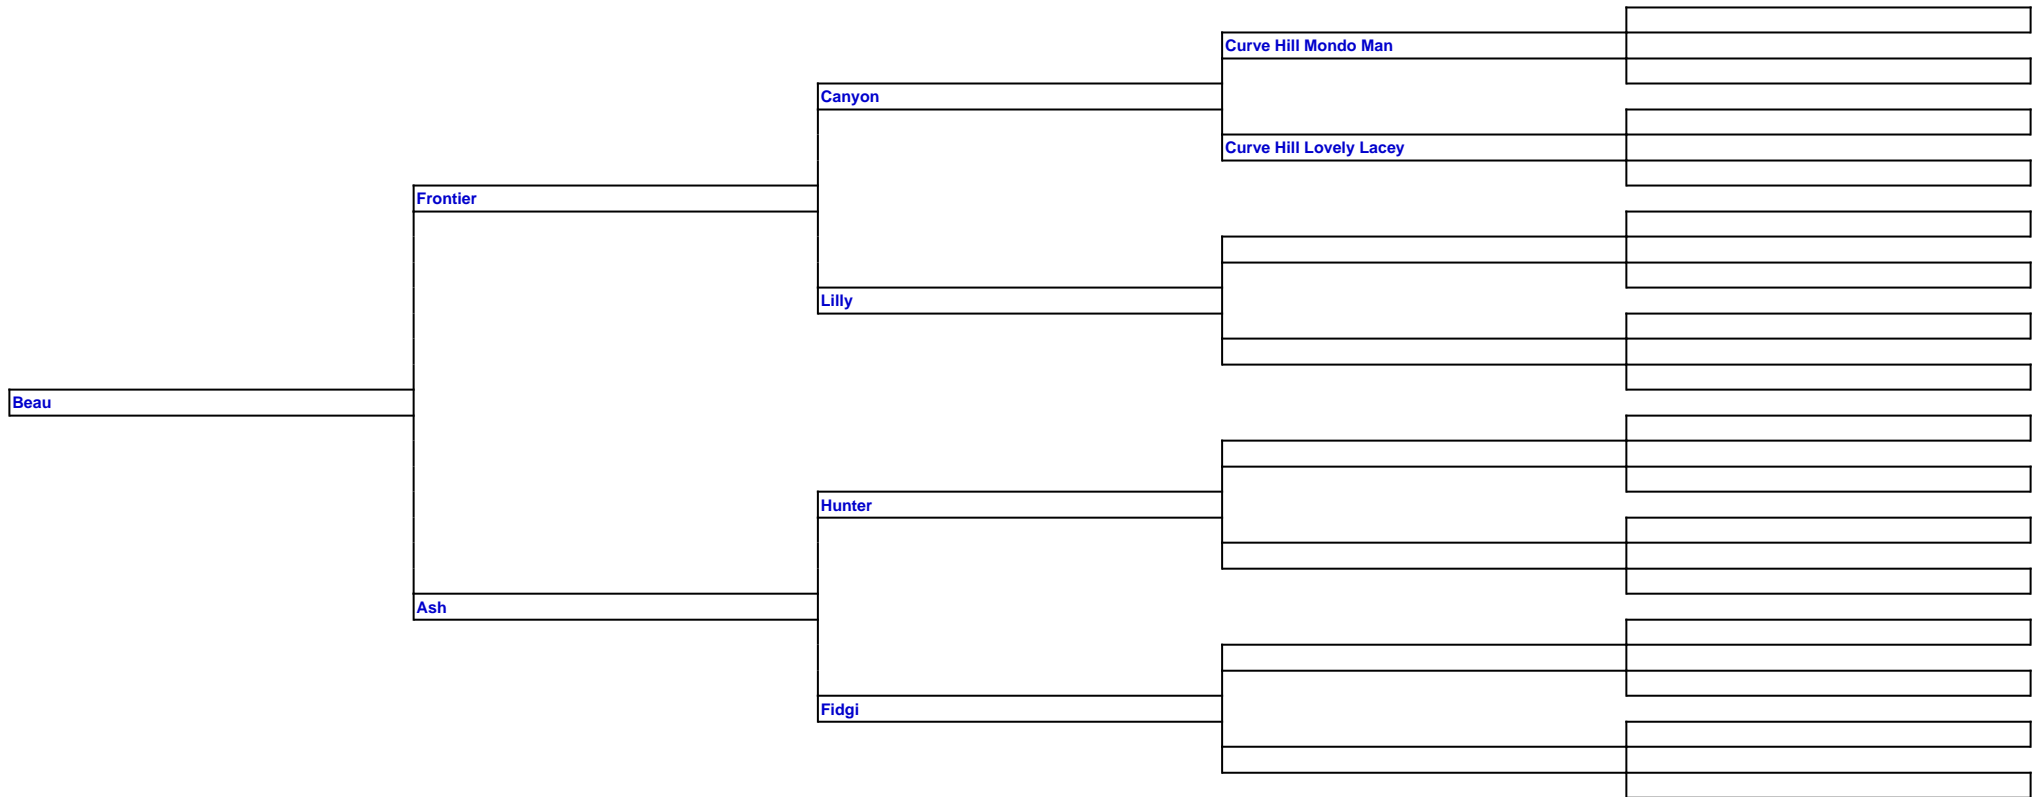 Curve Hill Mondo Man
Canyon
Curve Hill Lovely Lacey
Frontier
Lilly
Beau
Hunter
Ash
Fidgi